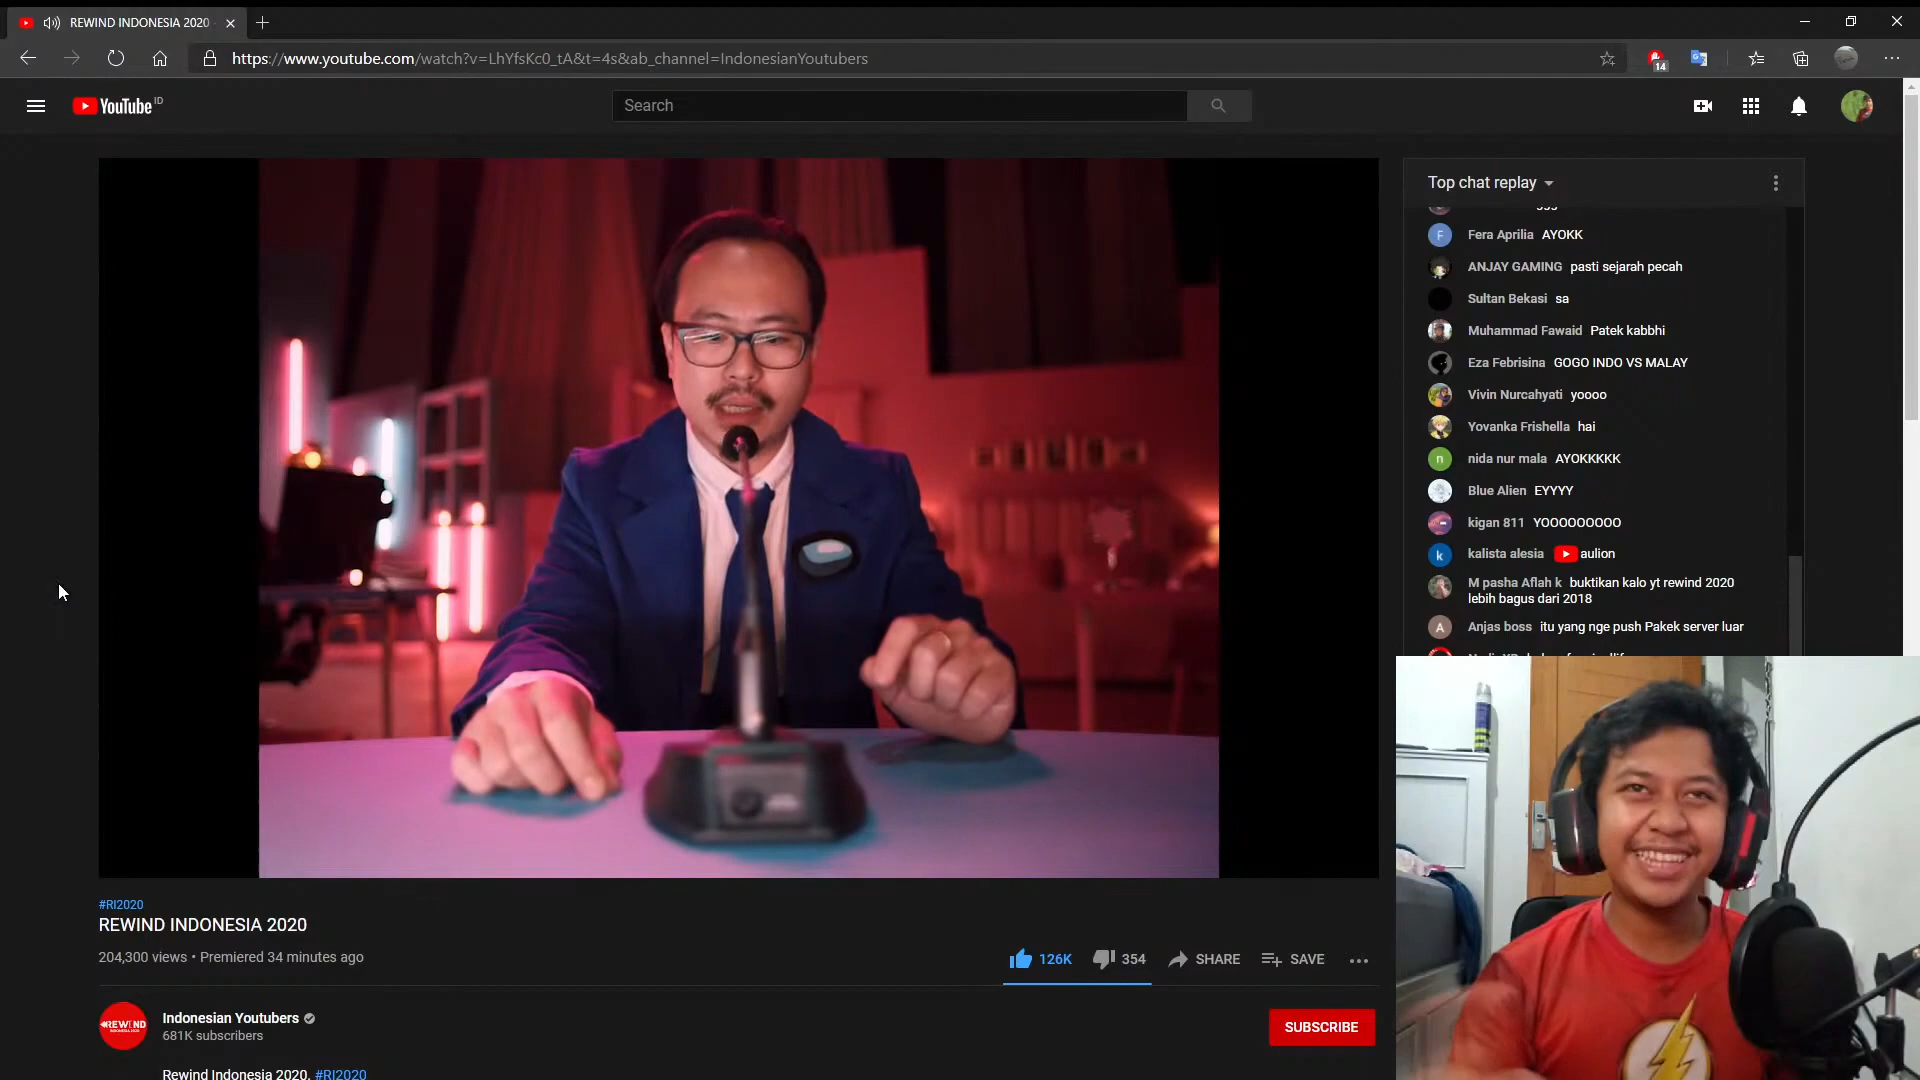 REWIND INDONESIA 2020
https://www.youtube.com/watch?v=LhYfsKc0_tA&t=4s&ab_channel=IndonesianYoutubers
14
YouTube ID
Search
Top chat replay
Fera Aprilia AYOKK
ANJAY GAMING pasti sejarah pecah
Sultan Bekasi sa
Muhammad Fawaid Patek kabbhi
Eza Febrisina GOGO INDO VS MALAY
Vivin Nurcahyati yoooo
Yovanka Frishella hai
nida nur mala AYOKKKKK
Blue Alien EYYYY
kigan 811 YOOOOOOOOO
kalista alesia aulion
M pasha Aflah k buktikan kalo yt rewind 2020
lebih bagus dari 2018
Anjas boss itu yang nge push Pakek server luar
#RI2020
REWIND INDONESIA 2020
204,300 views • Premiered 34 minutes ago
126K 354 SHARE SAVE
REWIND
Indonesian Youtubers
681K subscribers
SUBSCRIBE
Rewind Indonesia 2020, #RI2020